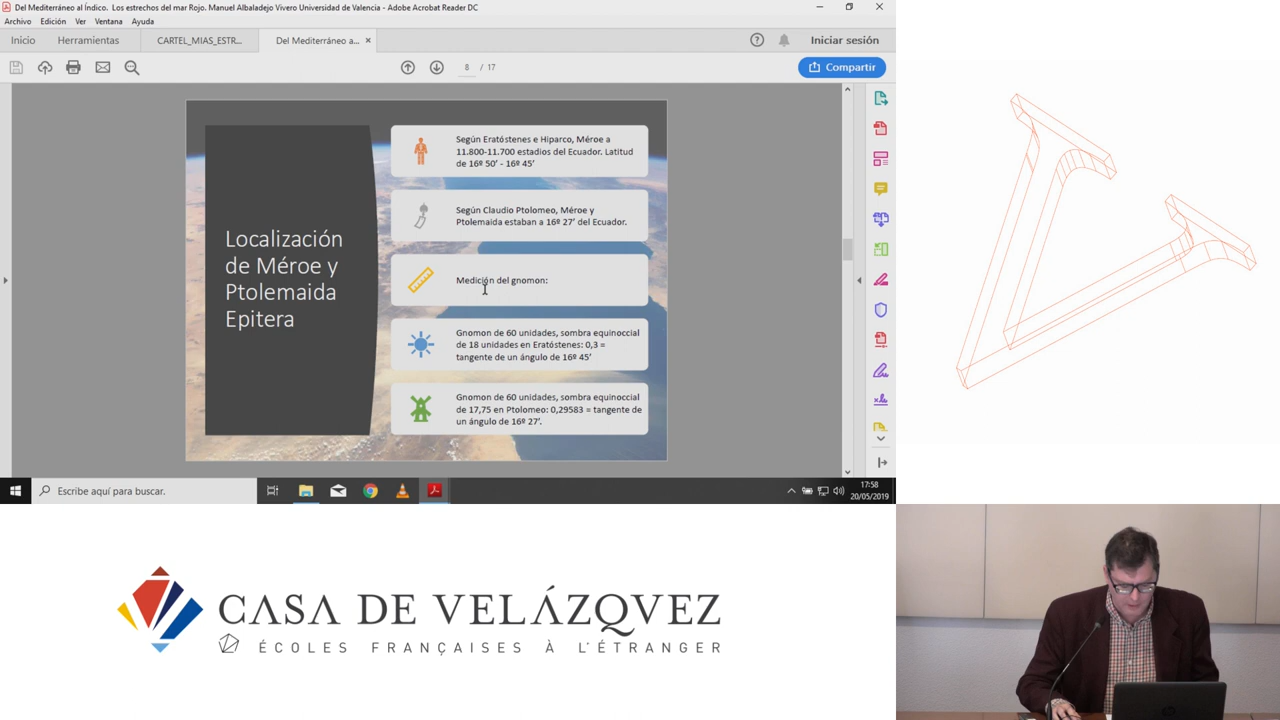 Del Mediterráneo al Índico. Los estrechos del mar Rojo. Manuel Albaladejo Vivero Universidad de Valencia - Adobe Acrobat Reader DC
Archivo Edición Ver Ventana Ayuda
Inicio Herramientas CARTEL_MIAS_ESTR... Del Mediterráneo a... × Iniciar sesión
8 / 17 Compartir
Localización
de Méroe y
Ptolemaida
Epitera
Según Eratóstenes e Hiparco, Méroe a
11.800-11.700 estadios del Ecuador. Latitud
de 16º 50’ - 16º 45’
Según Claudio Ptolomeo, Méroe y
Ptolemaida estaban a 16º 27’ del Ecuador.
Medición del gnomon:
Gnomon de 60 unidades, sombra equinoccial
de 18 unidades en Eratóstenes: 0,3 =
tangente de un ángulo de 16º 45’
Gnomon de 60 unidades, sombra equinoccial
de 17,75 en Ptolomeo: 0,29583 = tangente de
un ángulo de 16º 27’.
Escribe aquí para buscar.
17:58
20/05/2019
CASA DE VELÁZQVEZ
ÉCOLES FRANÇAISES À L'ÉTRANGER